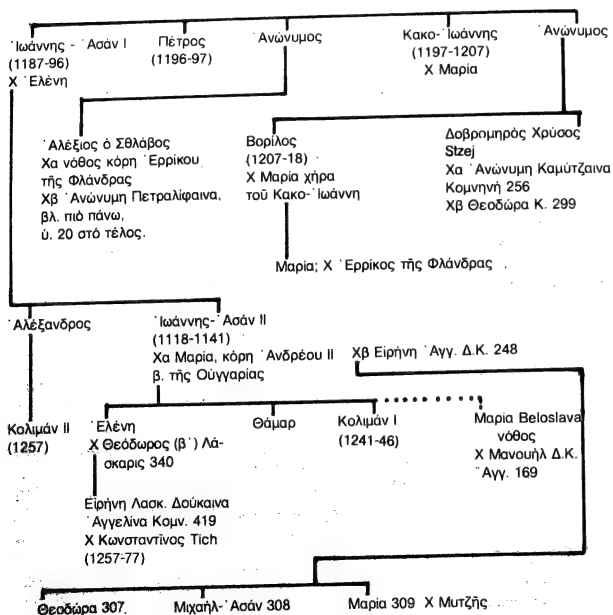 Ἰωάννης - Ἀσάν Ι
(1187-96)
Χ Ἑλένη
Πέτρος
(1196-97)
Ἀνώνυμος
Κακο-Ἰωάννης
(1197-1207)
Χ Μαρία
Ἀνώνυμος
Ἀλέξιος ὁ Σθλάβος
Χα νόθος κόρη Ἐρρίκου
τῆς Φλάνδρας
Χβ Ἀνώνυμη Πετραλίφαινα,
βλ. πιό πάνω,
ὑ. 20 στό τέλος.
Βορίλος
(1207-18)
Χ Μαρία χήρα
τοῦ Κακο-Ἰωάννη
Δοβρομηρός Χρύσος
Stzej
Χα Ἀνώνυμη Καμύτζαινα
Κομνηνή 256
Χβ Θεοδώρα Κ. 299
Μαρία; Χ Ἐρρίκος τῆς Φλάνδρας
Ἀλέξανδρος
Ἰωάννης-Ἀσάν ΙΙ
(1118-1141)
Χα Μαρία, κόρη Ἀνδρέου ΙΙ
β. τῆς Οὑγγαρίας
Χβ Εἰρήνη Ἀγγ. Δ.Κ. 248
Κολιμάν ΙΙ
(1257)
Ἑλένη
Χ Θεόδωρος (β΄) Λά-
σκαρις 340
Θάμαρ
Κολιμάν Ι
(1241-46)
Μαρία Beloslava
νόθος
Χ Μανουήλ Δ.Κ.
Ἀγγ. 169
Εἰρήνη Λασκ. Δούκαινα
Ἀγγελίνα Κομν. 419
Χ Κωνσταντῖνος Tich
(1257-77)
Θεοδώρα 307
Μιχαήλ-Ἀσάν 308
Μαρία 309 Χ Μυτζῆς